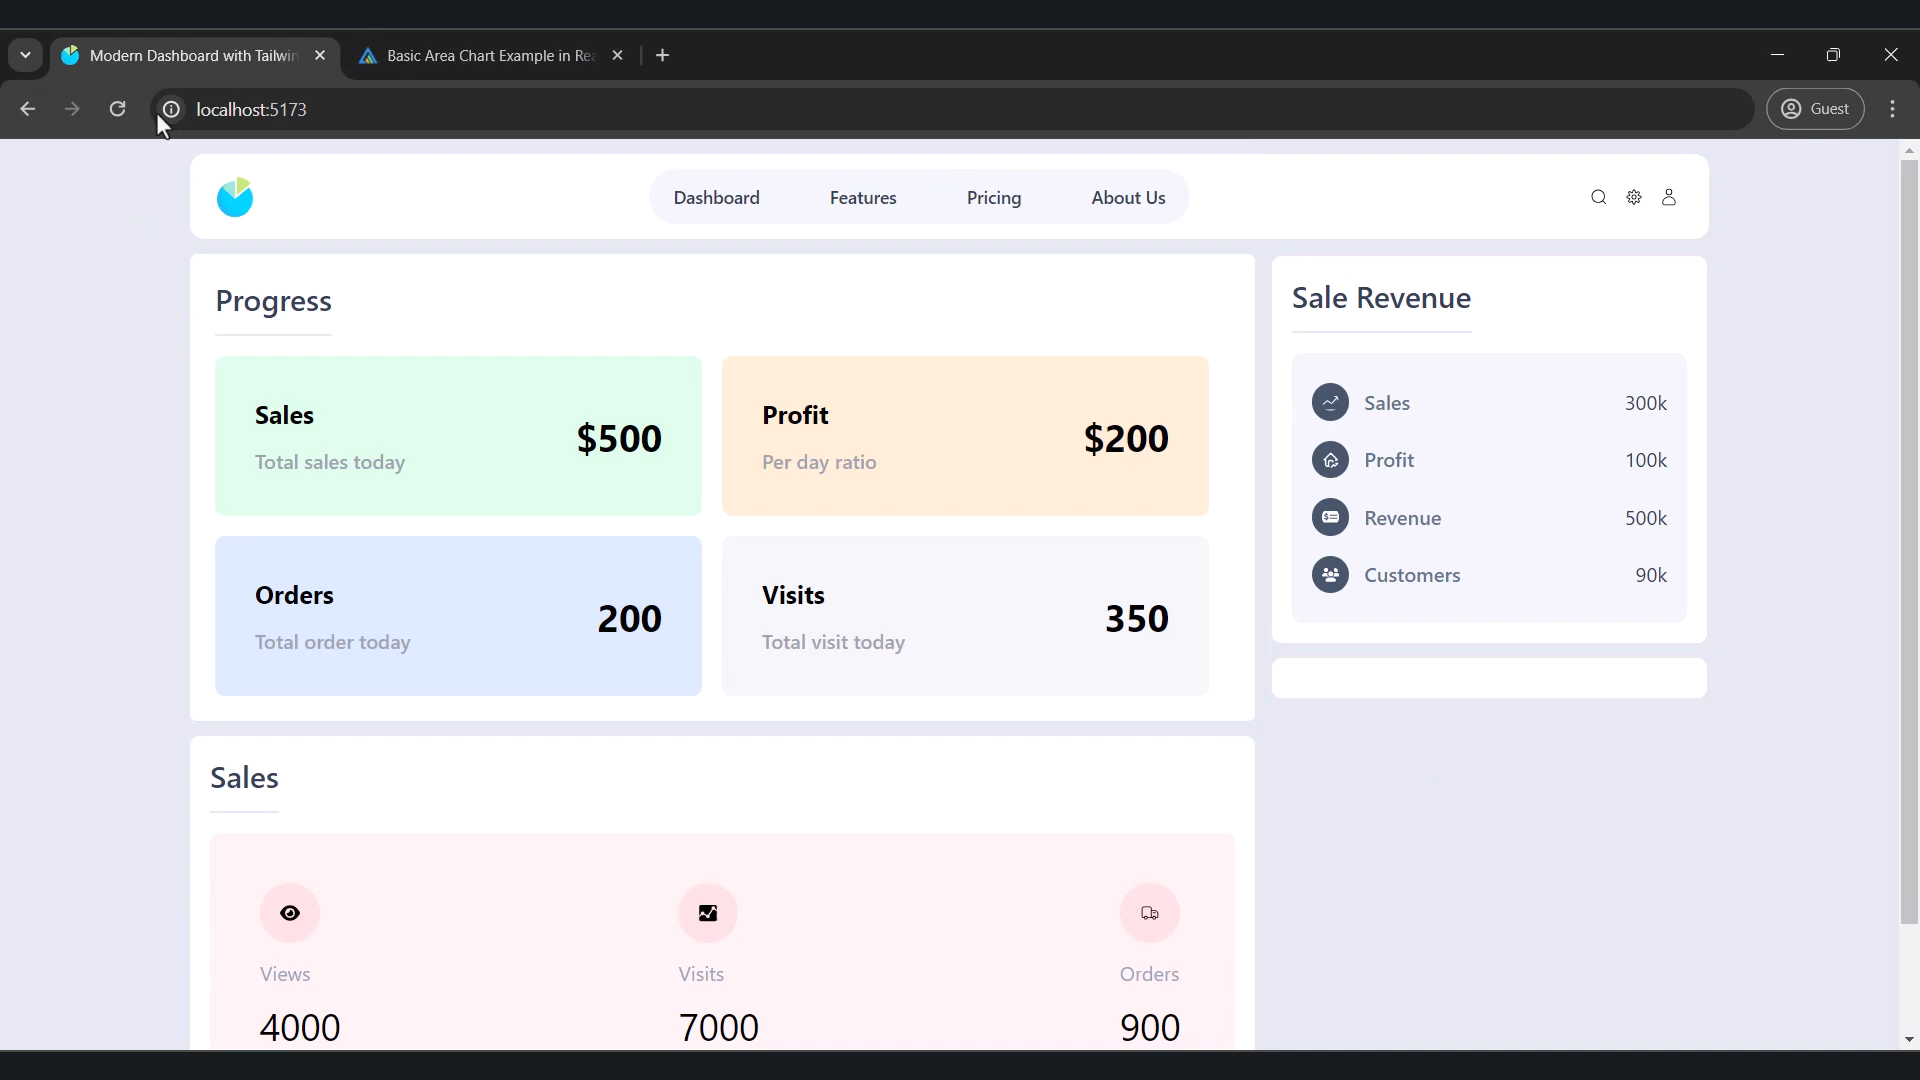 Modern Dashboard with Tailwin
Basic Area Chart Example in Rea
localhost:5173
Guest
Dashboard Features Pricing About Us
Progress
Sales
Total sales today
$500
Profit
Per day ratio
$200
Orders
Total order today
200
Visits
Total visit today
350
Sale Revenue
Sales 300k
Profit 100k
Revenue 500k
Customers 90k
Sales
Views
4000
Visits
7000
Orders
900